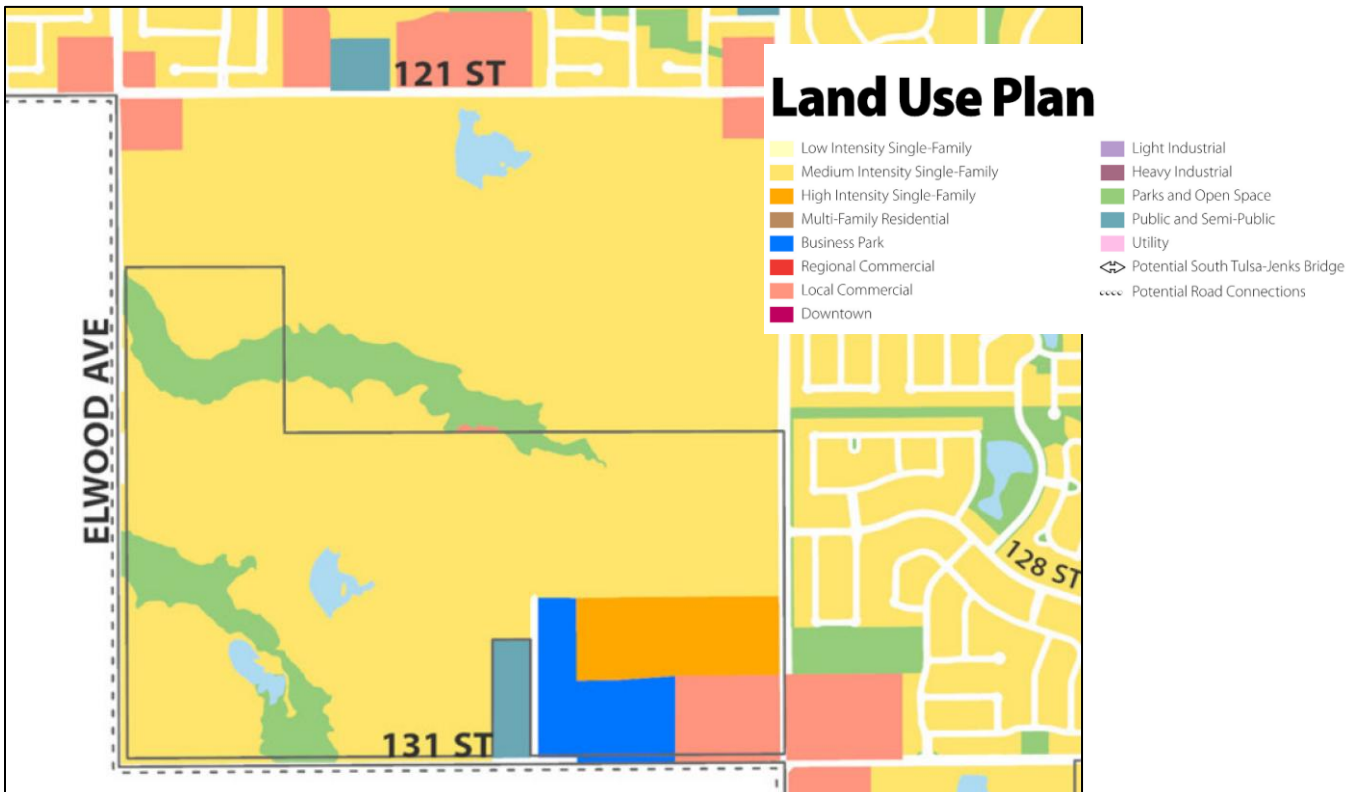 121 ST
Land Use Plan
Low Intensity Single-Family
Medium Intensity Single-Family
High Intensity Single-Family
Multi-Family Residential
Business Park
Regional Commercial
Local Commercial
Downtown
Light Industrial
Heavy Industrial
Parks and Open Space
Public and Semi-Public
Utility
Potential South Tulsa-Jenks Bridge
Potential Road Connections
ELWOOD AVE
128 ST
131 ST